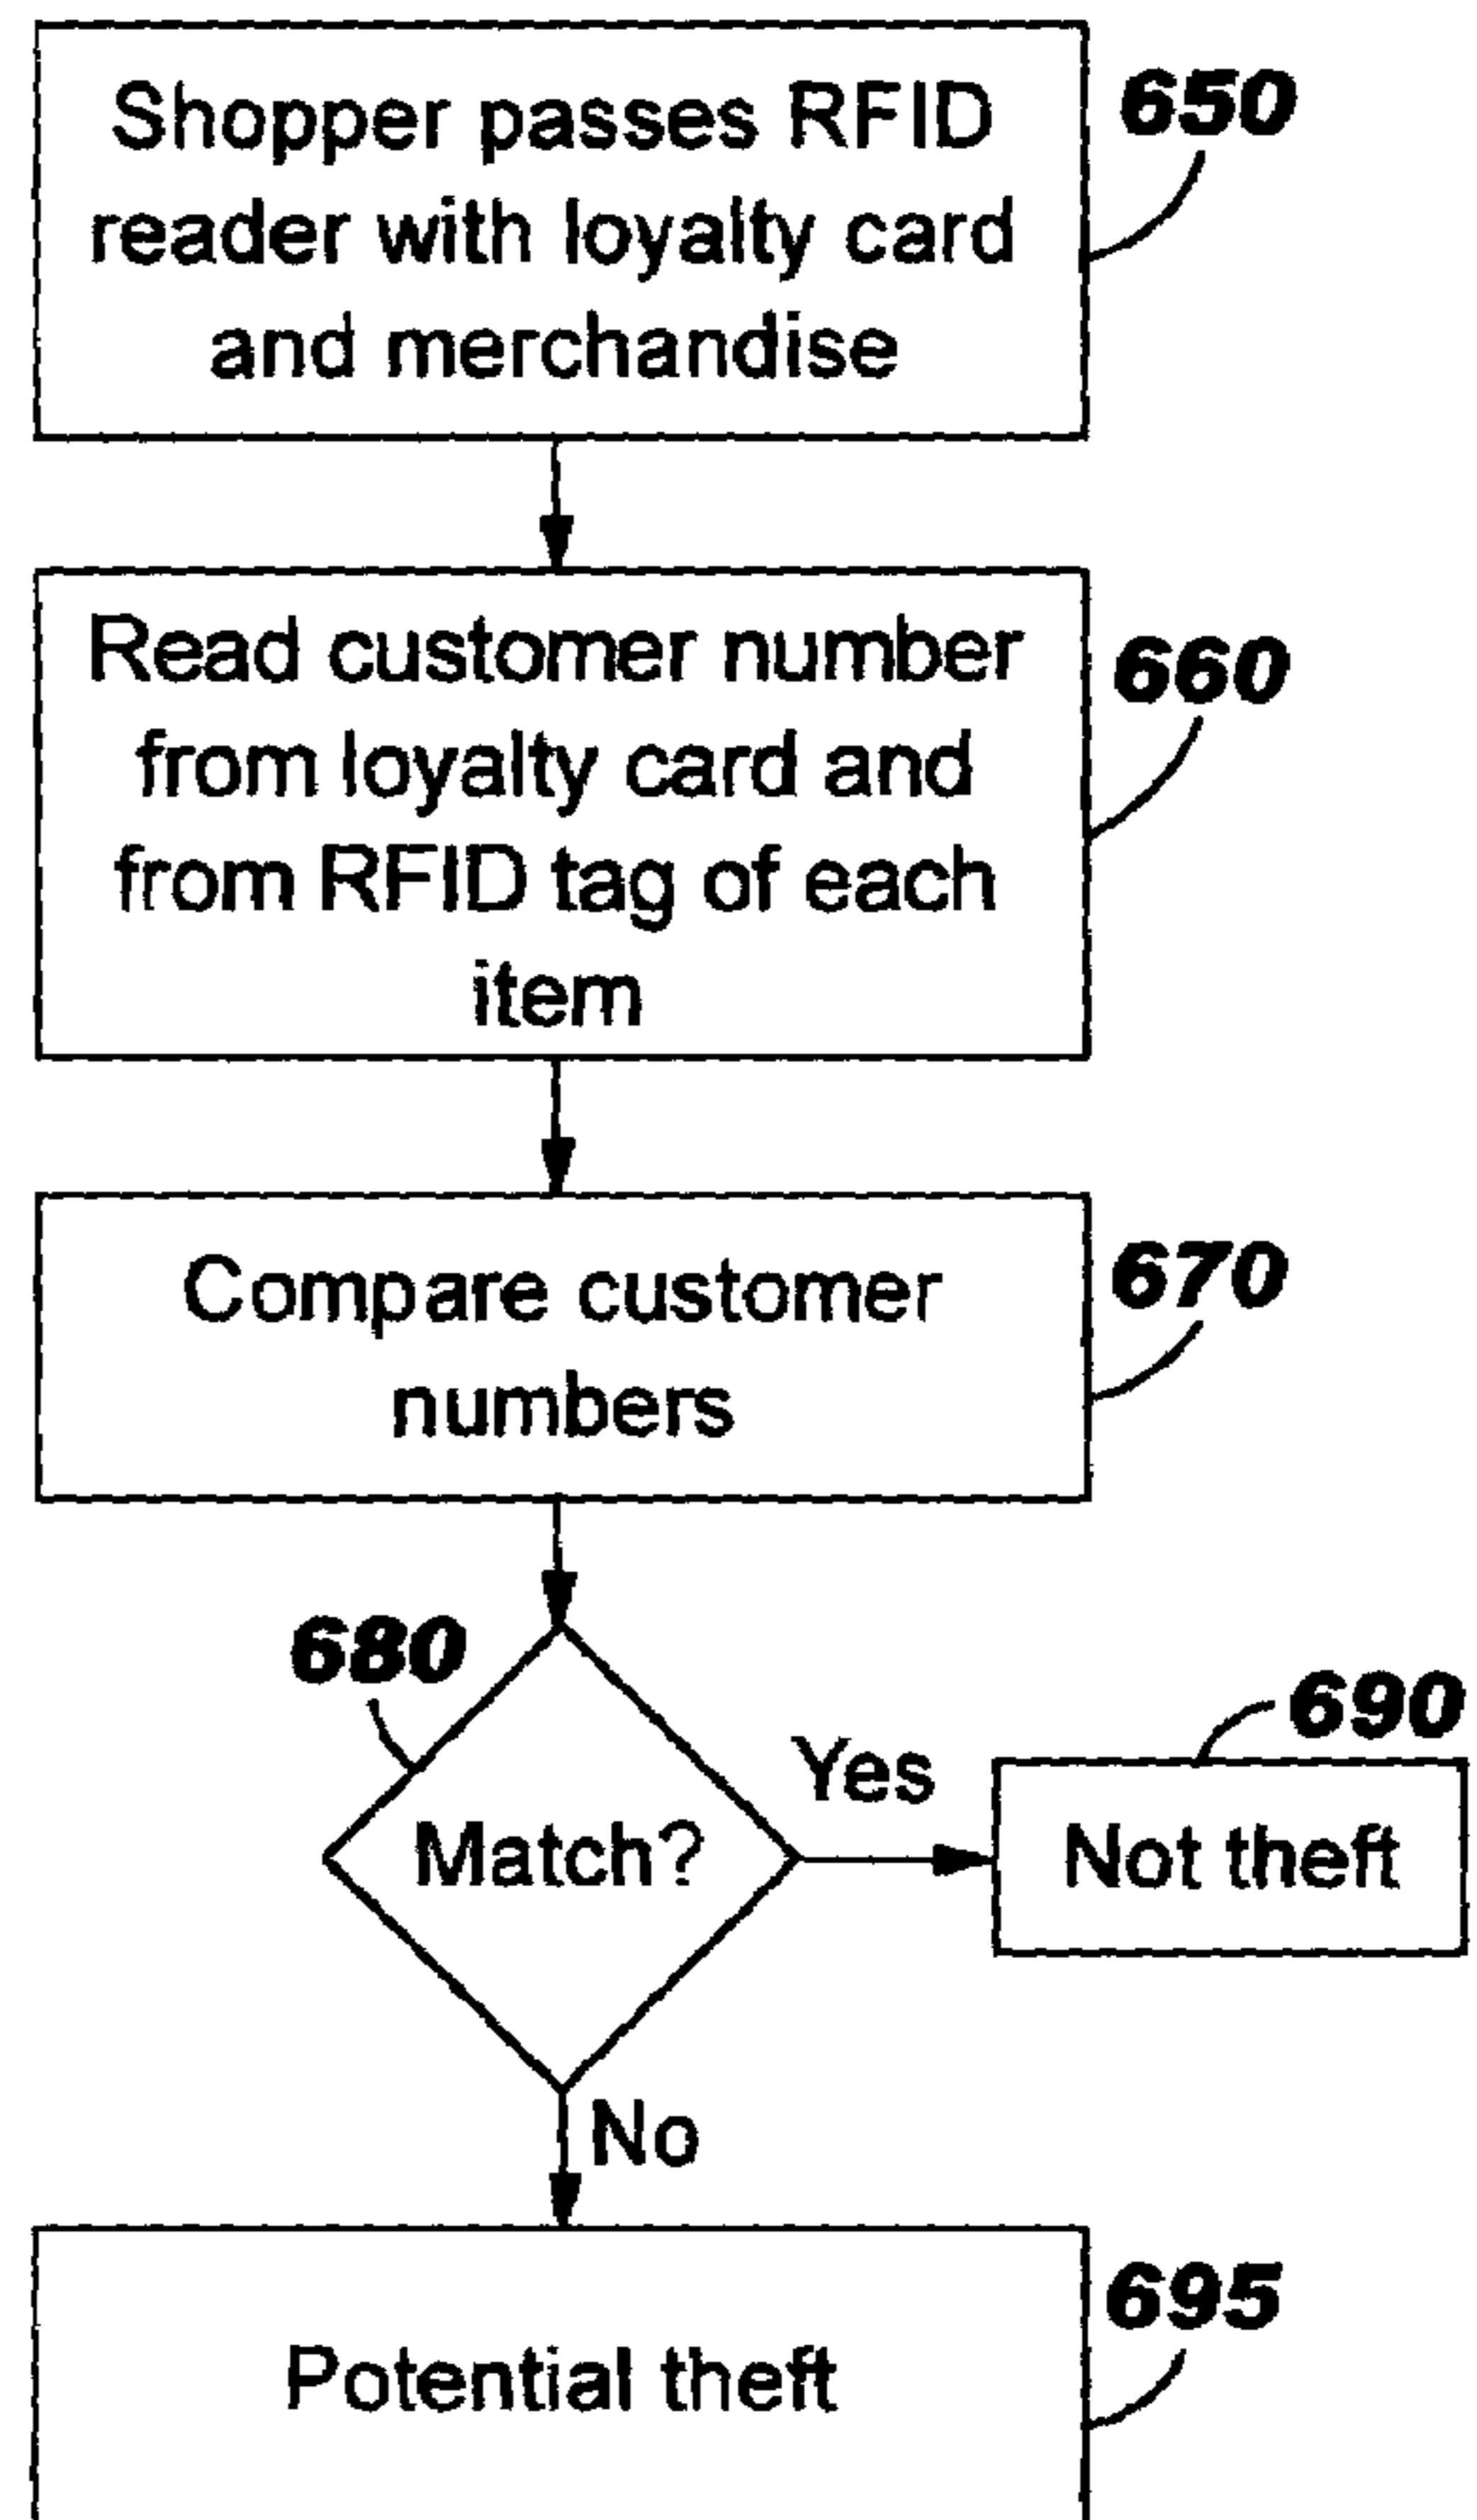 Shopper passes RFID
reader with loyalty card
and merchandise
650
Read customer number
from loyalty card and
from RFID tag of each
item
660
Compare customer
numbers
670
680
Match?
Yes
690
Not theft
No
695
Potential theft